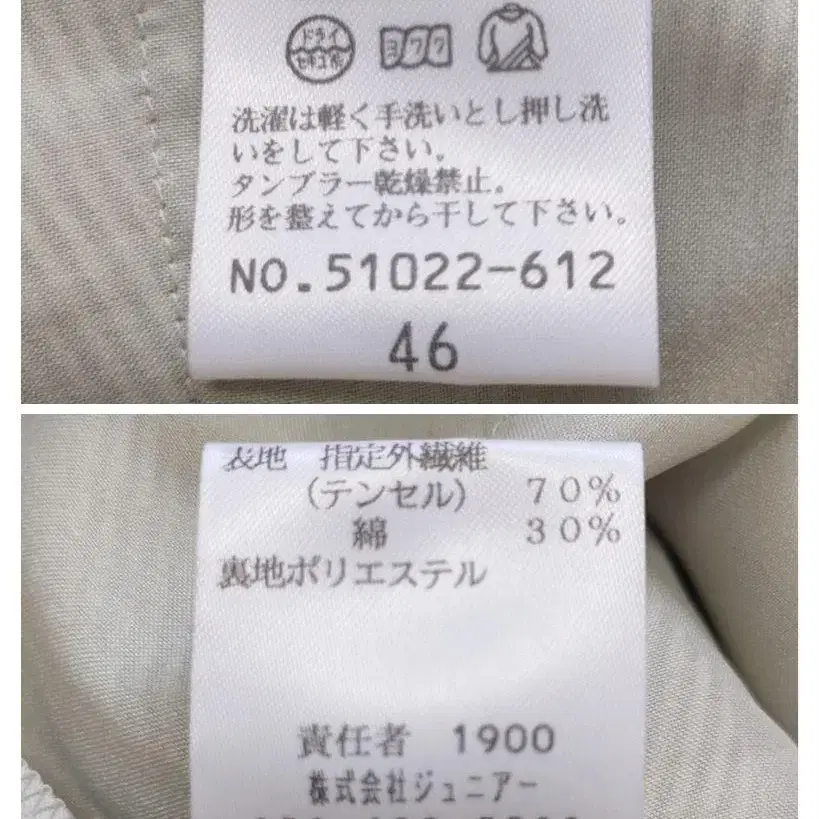 ドライ
セキユ系
ヨワク
洗濯は軽く手洗いとし押し洗
いをして下さい。
タンブラー乾燥禁止。
形を整えてから干して下さい。
NO.51022-612
46
表地 指定外繊維
(テンセル) 70%
綿 30%
裏地ポリエステル
責任者 1900
株式会社ジュニアー